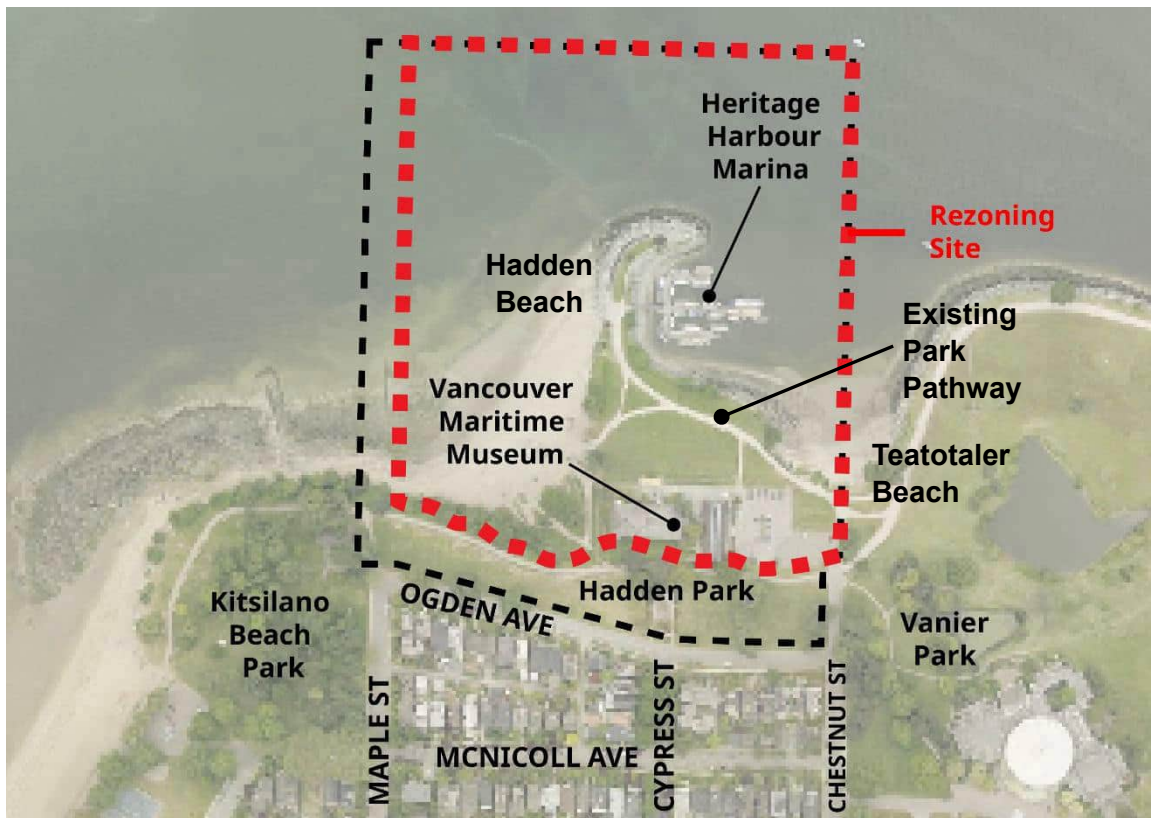 Heritage
Harbour
Marina
Rezoning
Site
Hadden
Beach
Existing
Park
Pathway
Vancouver
Maritime
Museum
Teatotaler
Beach
Hadden Park
OGDEN AVE
Kitsilano
Beach
Park
Vanier
Park
MAPLE ST
CYPRESS ST
CHESTNUT ST
MCNICOLL AVE